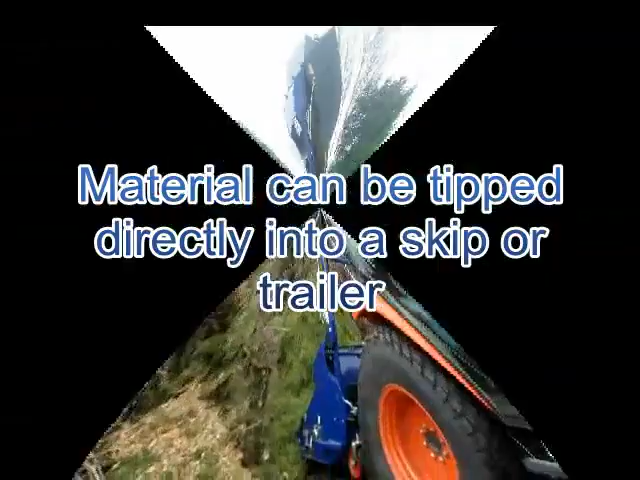 Material can be tipped
directly into a skip or
trailer